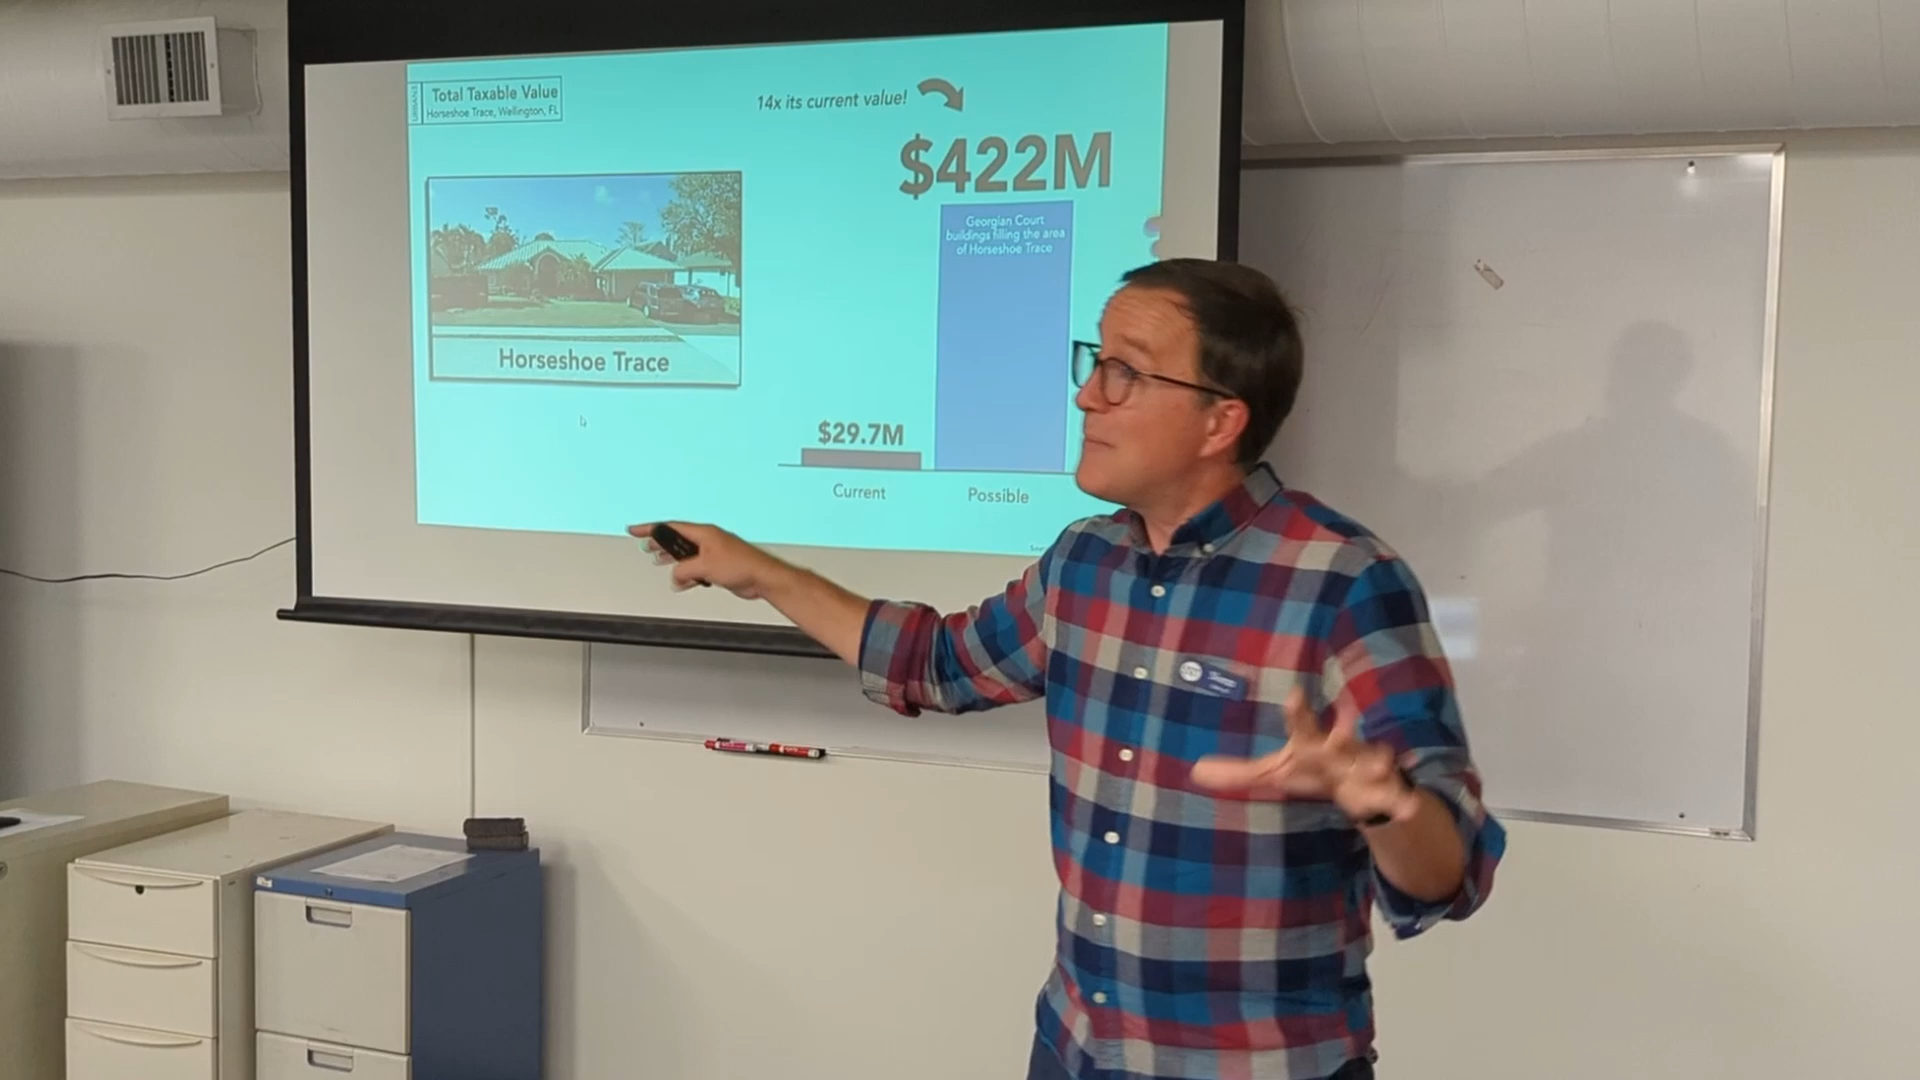 URBAN3
Total Taxable Value
Horseshoe Trace, Wellington, FL
14x its current value!
$422M
Georgian Court
buildings filling the area
of Horseshoe Trace
Horseshoe Trace
$29.7M
Current
Possible